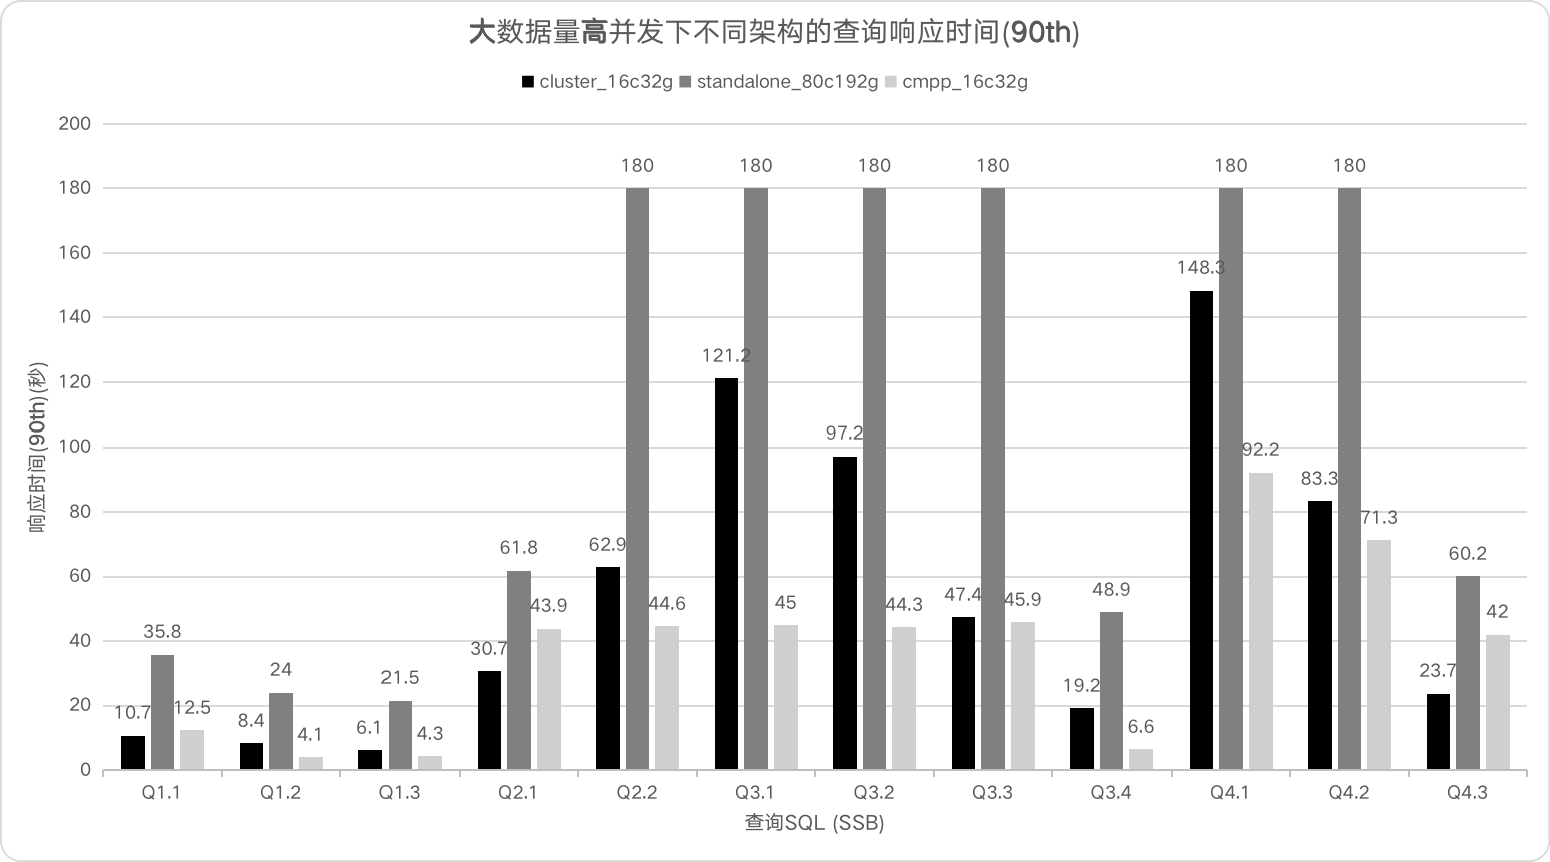 大数据量高并发下不同架构的查询响应时间(90th)
cluster_16c32g standalone_80c192g cmpp_16c32g
200
180
160
140
120
100
80
60
40
20
0
响应时间(90th)(秒)
10.7 35.8 12.5
8.4 24 4.1
6.1 21.5 4.3
30.7 61.8 43.9
62.9 180 44.6
121.2 180 45
97.2 180 44.3
47.4 180 45.9
19.2 48.9 6.6
148.3 180 92.2
83.3 180 71.3
23.7 60.2 42
Q1.1 Q1.2 Q1.3 Q2.1 Q2.2 Q3.1 Q3.2 Q3.3 Q3.4 Q4.1 Q4.2 Q4.3
查询SQL (SSB)